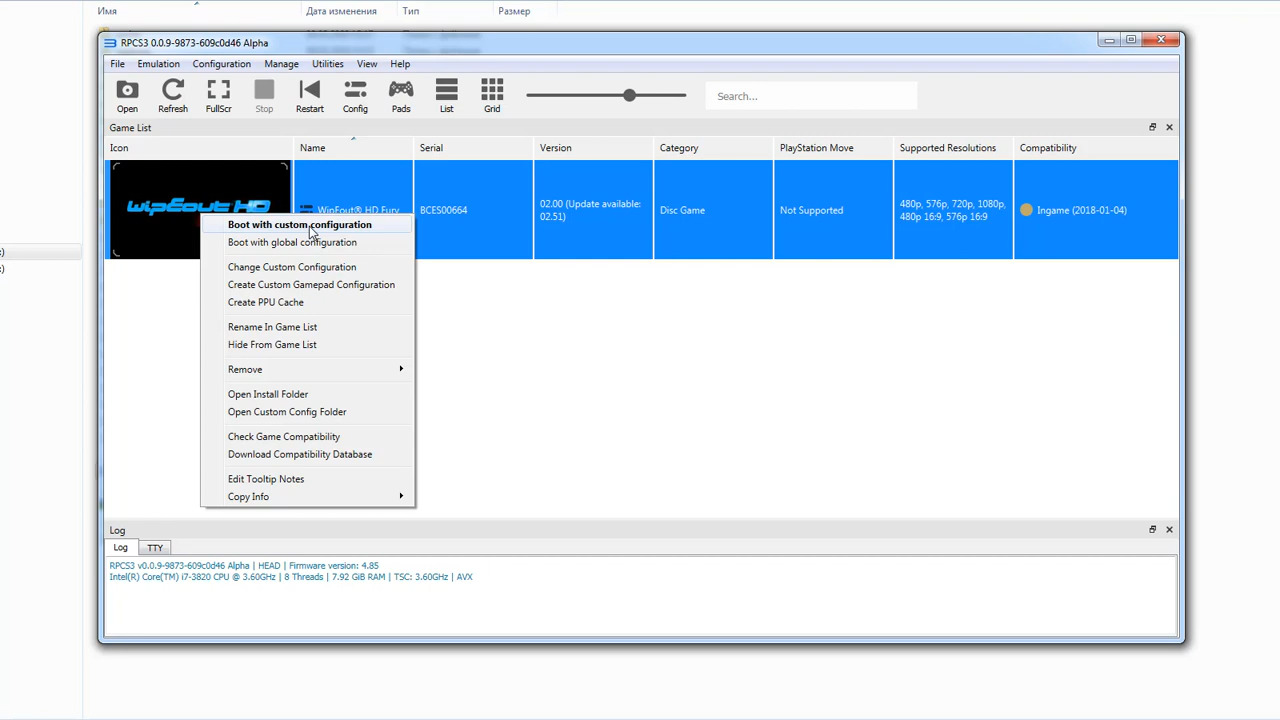 Имя Дата изменения Тип Размер
RPCS3 0.0.9-9873-609c0d46 Alpha
File Emulation Configuration Manage Utilities View Help
Open Refresh FullScr Stop Restart Config Pads List Grid Search...
Game List
Icon Name Serial Version Category PlayStation Move Supported Resolutions Compatibility
wipEout HD WipEout® HD Fury BCES00664 02.00 (Update available: Disc Game Not Supported 480p, 576p, 720p, 1080p, Ingame (2018-01-04)
02.51) 480p 16:9, 576p 16:9
Boot with custom configuration
Boot with global configuration
Change Custom Configuration
Create Custom Gamepad Configuration
Create PPU Cache
Rename In Game List
Hide From Game List
Remove
Open Install Folder
Open Custom Config Folder
Check Game Compatibility
Download Compatibility Database
Edit Tooltip Notes
Copy Info
Log
Log TTY
RPCS3 v0.0.9-9873-609c0d46 Alpha | HEAD | Firmware version: 4.85
Intel(R) Core(TM) i7-3820 CPU @ 3.60GHz | 8 Threads | 7.92 GiB RAM | TSC: 3.60GHz | AVX